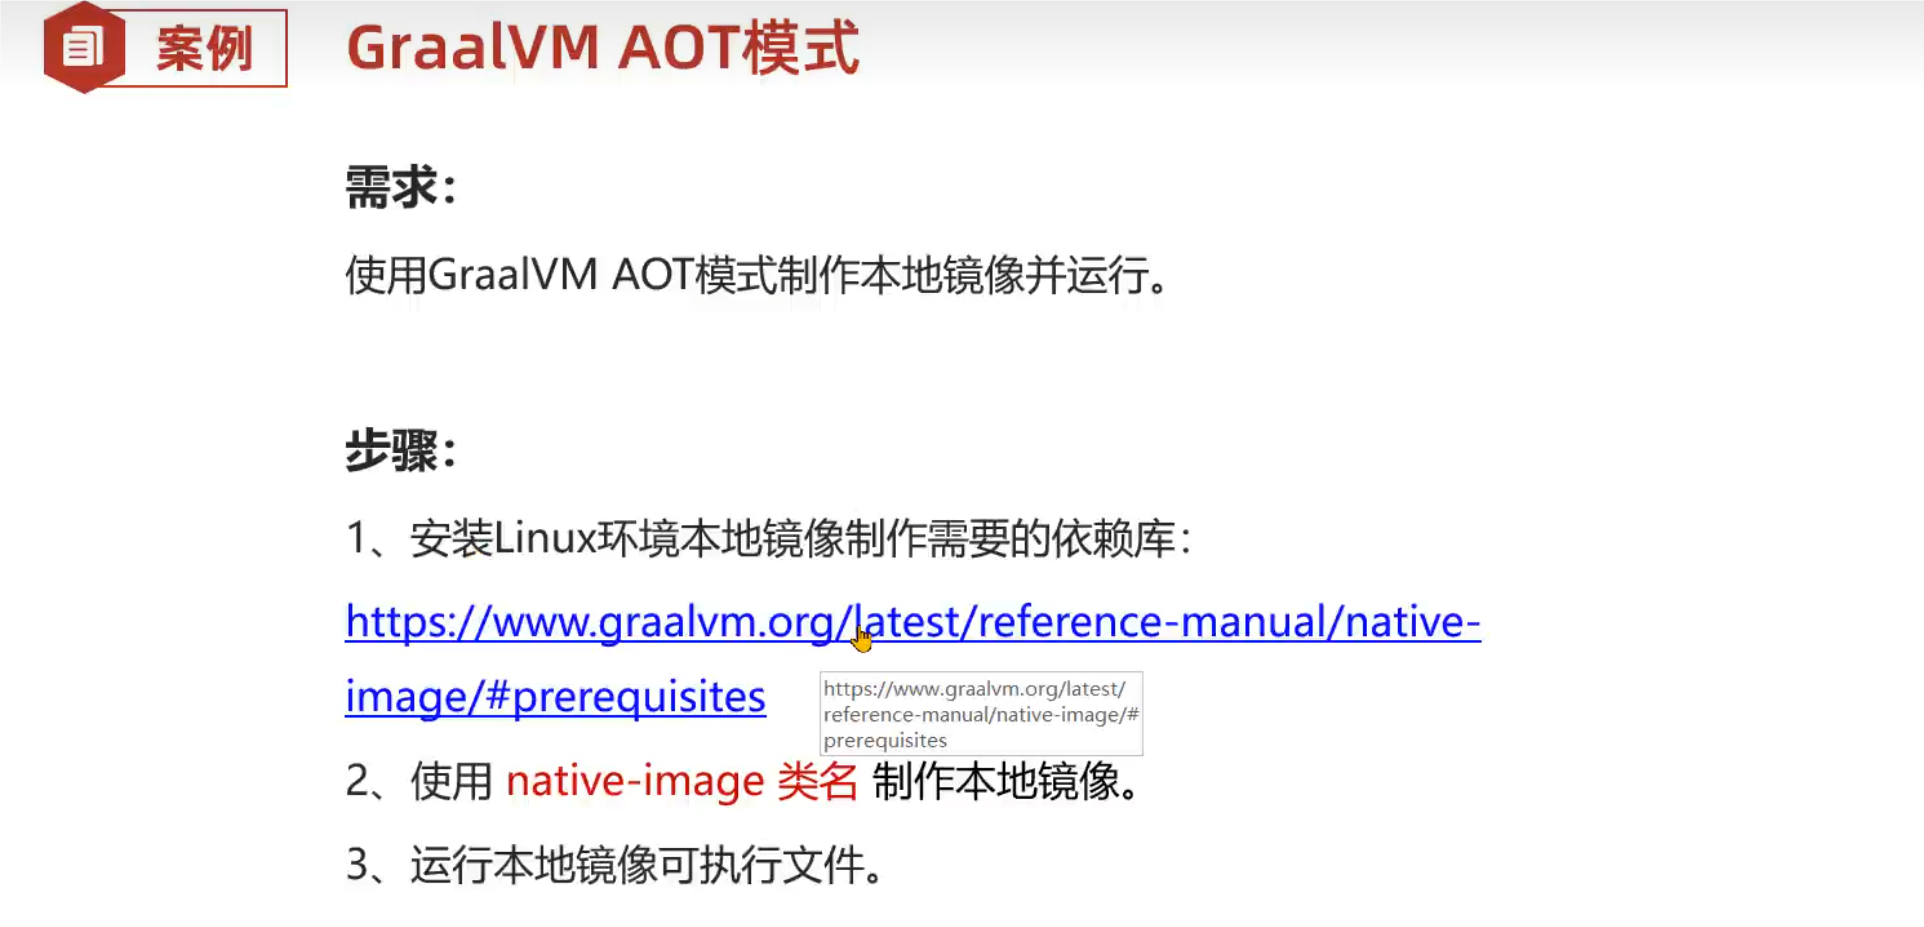 案例
GraalVM AOT模式
需求：
使用GraalVM AOT模式制作本地镜像并运行。
步骤：
1、安装Linux环境本地镜像制作需要的依赖库：
https://www.graalvm.org/latest/reference-manual/native-
image/#prerequisites
https://www.graalvm.org/latest/
reference-manual/native-image/#
prerequisites
2、使用 native-image 类名 制作本地镜像。
3、运行本地镜像可执行文件。